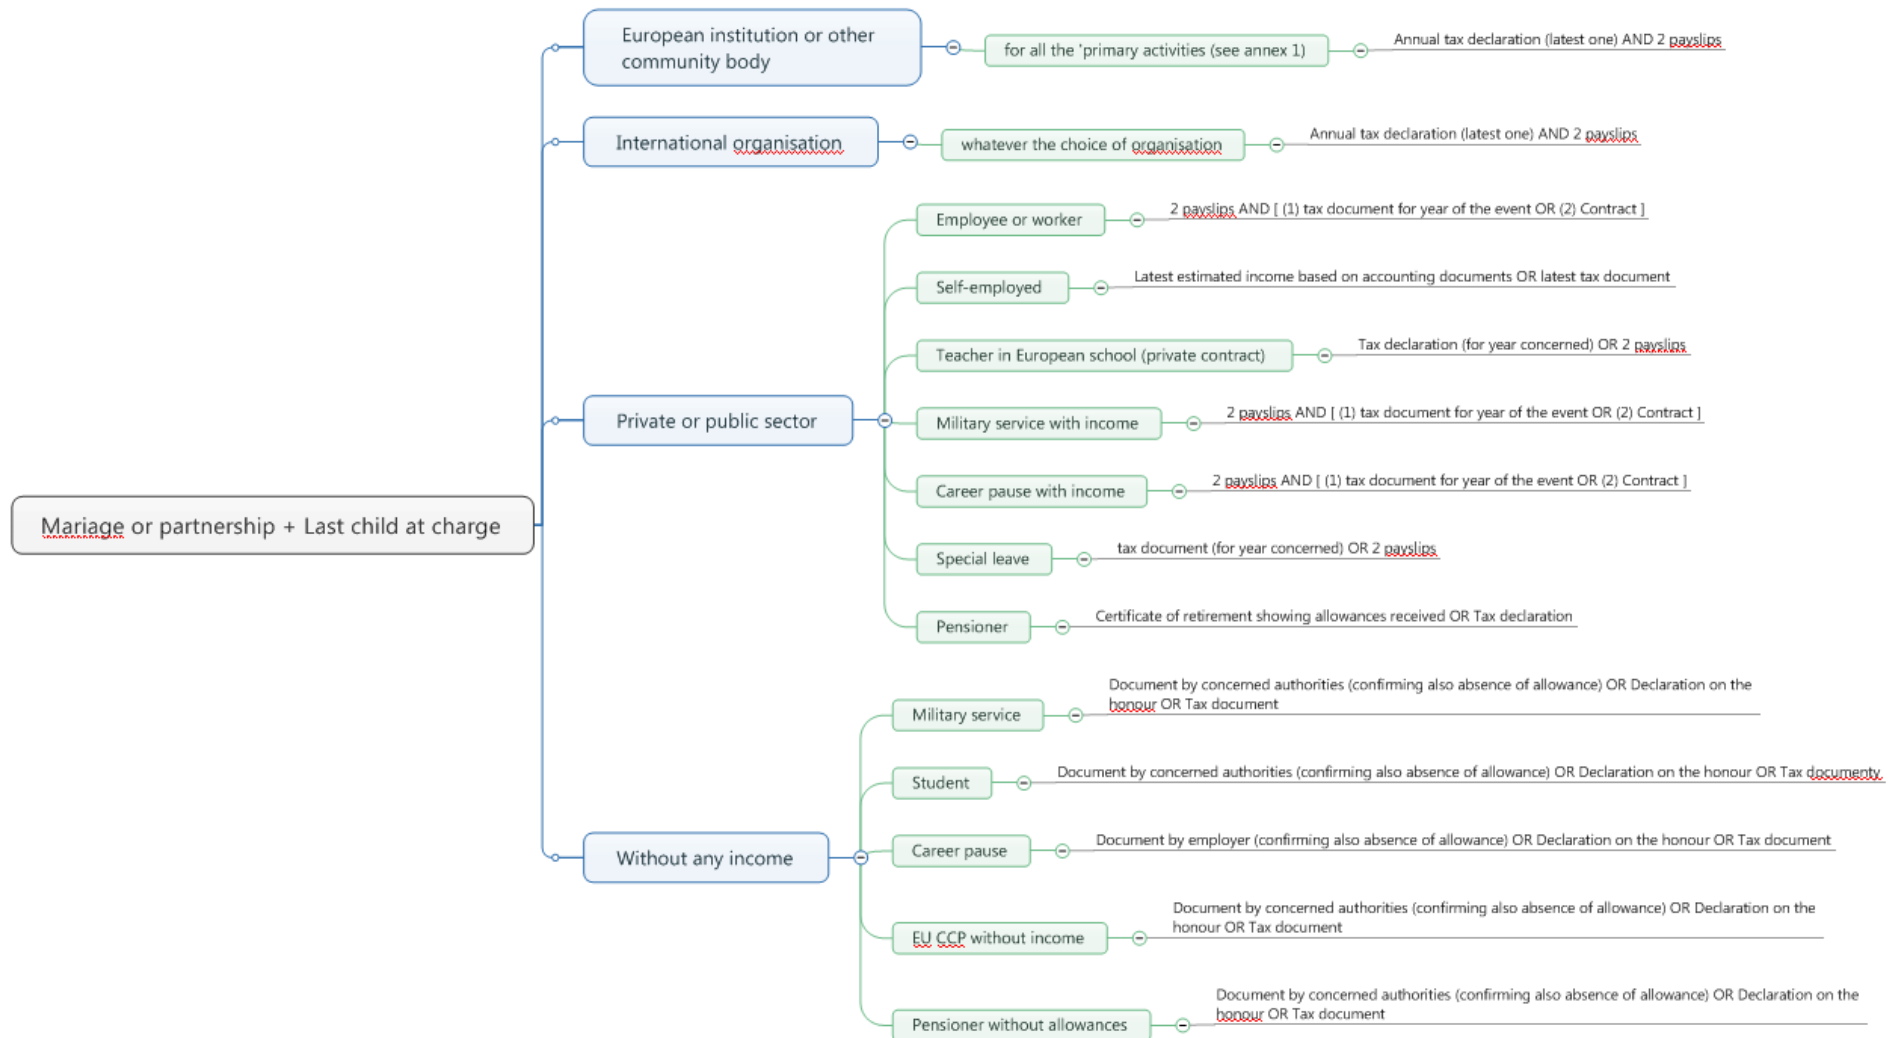 European institution or other
community body
for all the 'primary activities (see annex 1)
Annual tax declaration (latest one) AND 2 payslips
International organisation
whatever the choice of organisation
Annual tax declaration (latest one) AND 2 payslips
Employee or worker
2 payslips AND [ (1) tax document for year of the event OR (2) Contract ]
Self-employed
Latest estimated income based on accounting documents OR latest tax document
Teacher in European school (private contract)
Tax declaration (for year concerned) OR 2 payslips
Private or public sector
Military service with income
2 payslips AND [ (1) tax document for year of the event OR (2) Contract ]
Career pause with income
2 payslips AND [ (1) tax document for year of the event OR (2) Contract ]
Mariage or partnership + Last child at charge
Special leave
tax document (for year concerned) OR 2 payslips
Pensioner
Certificate of retirement showing allowances received OR Tax declaration
Military service
Document by concerned authorities (confirming also absence of allowance) OR Declaration on the
honour OR Tax document
Student
Document by concerned authorities (confirming also absence of allowance) OR Declaration on the honour OR Tax documenty
Without any income
Career pause
Document by employer (confirming also absence of allowance) OR Declaration on the honour OR Tax document
EU CCP without income
Document by concerned authorities (confirming also absence of allowance) OR Declaration on the
honour OR Tax document
Pensioner without allowances
Document by concerned authorities (confirming also absence of allowance) OR Declaration on the
honour OR Tax document